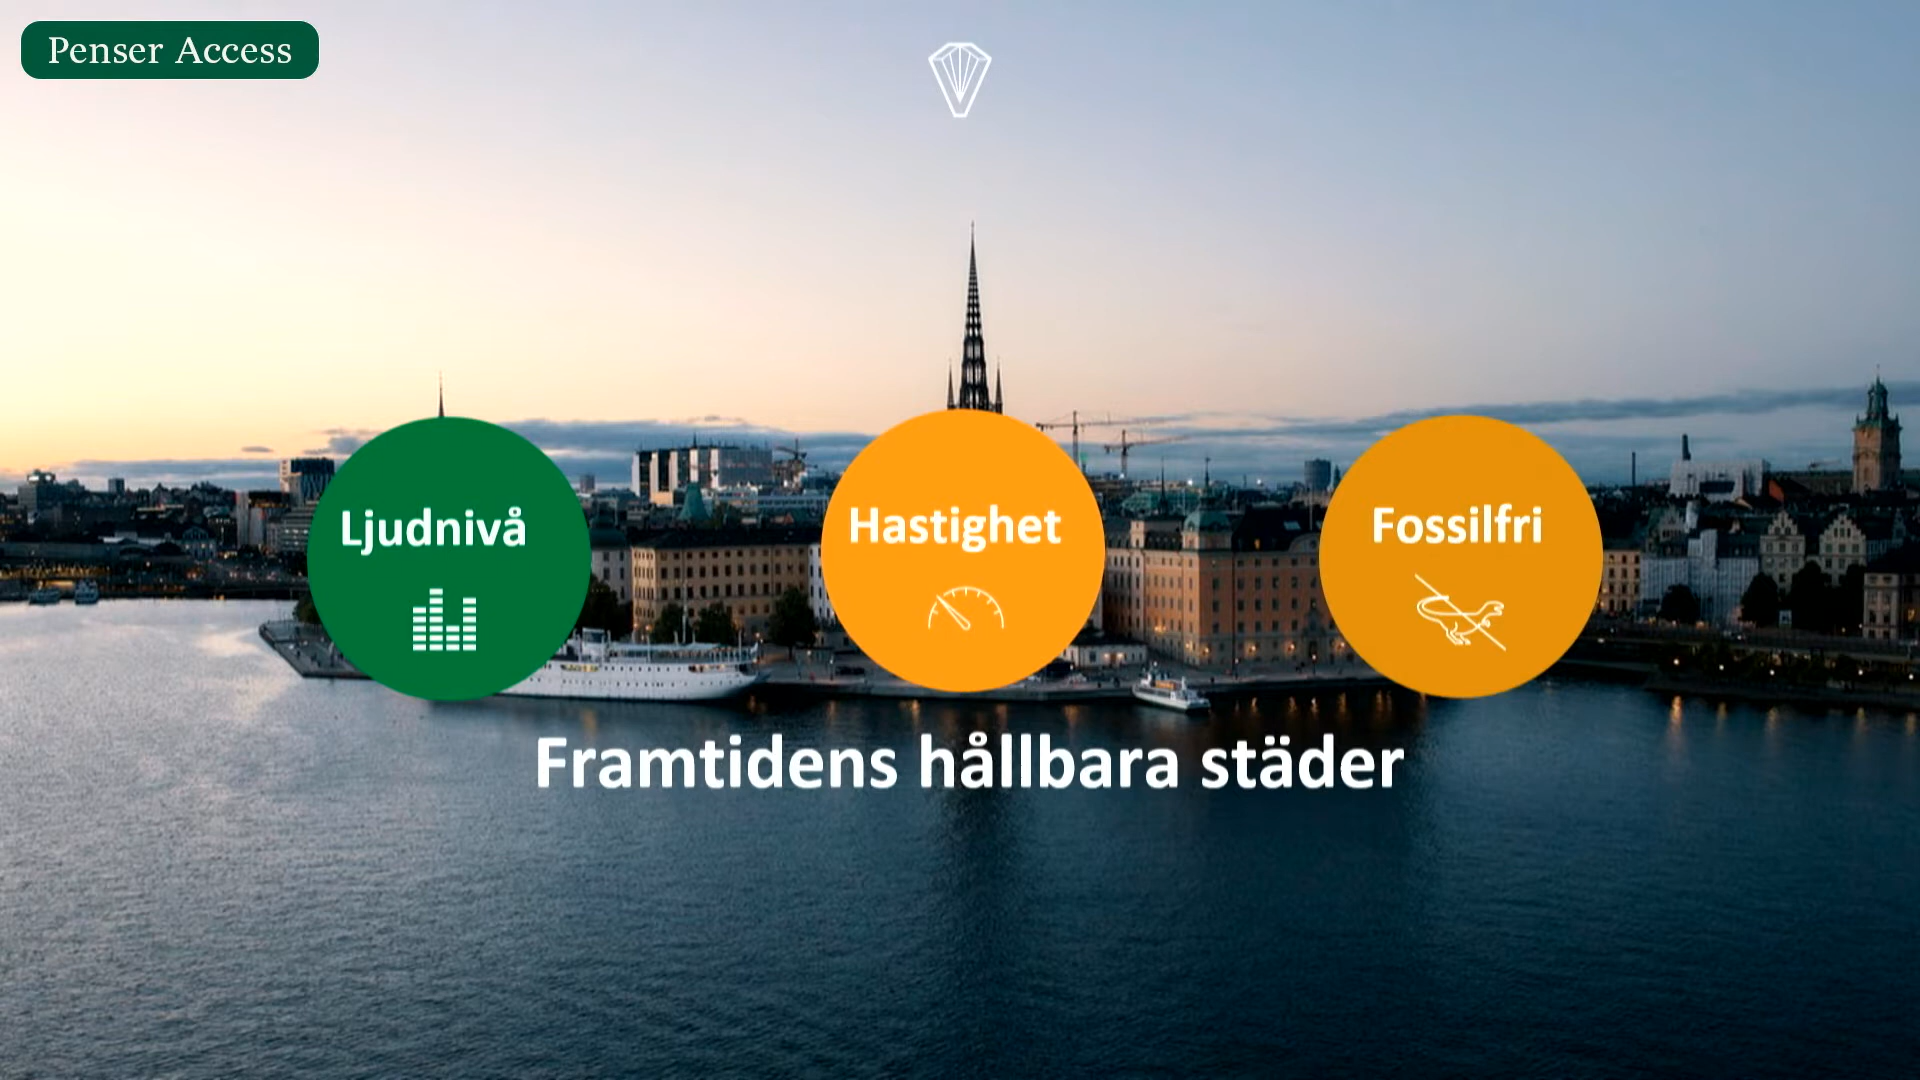 Penser Access
Ljudnivå
Hastighet
Fossilfri
Framtidens hållbara städer